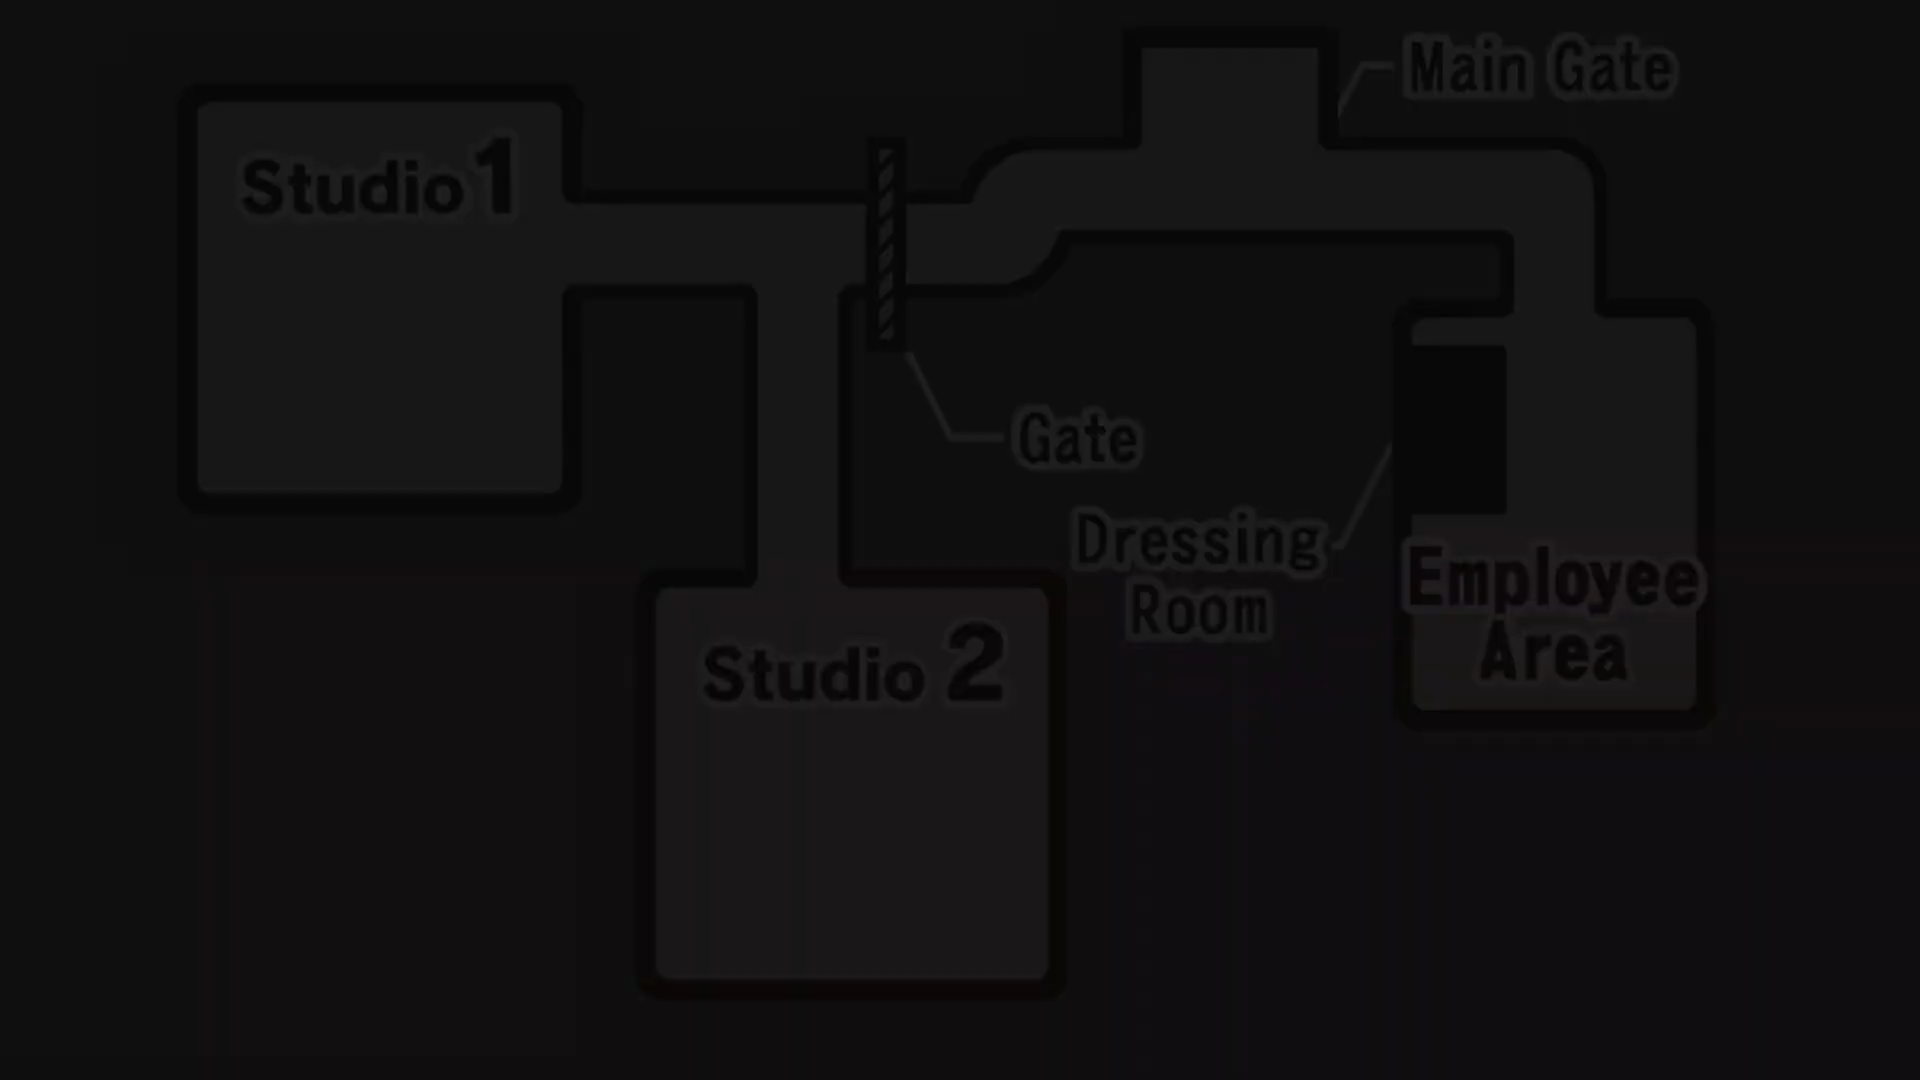 Main Gate
Studio 1
Gate
Dressing
Room
Employee
Area
Studio 2